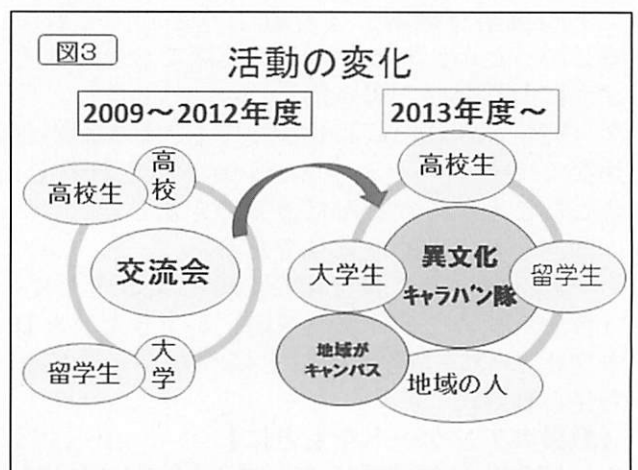 図3
活動の変化
2009～2012年度
高校
高校生
交流会
留学生
大学
2013年度～
高校生
大学生
異文化
キャラバン隊
留学生
地域が
キャンパス
地域の人